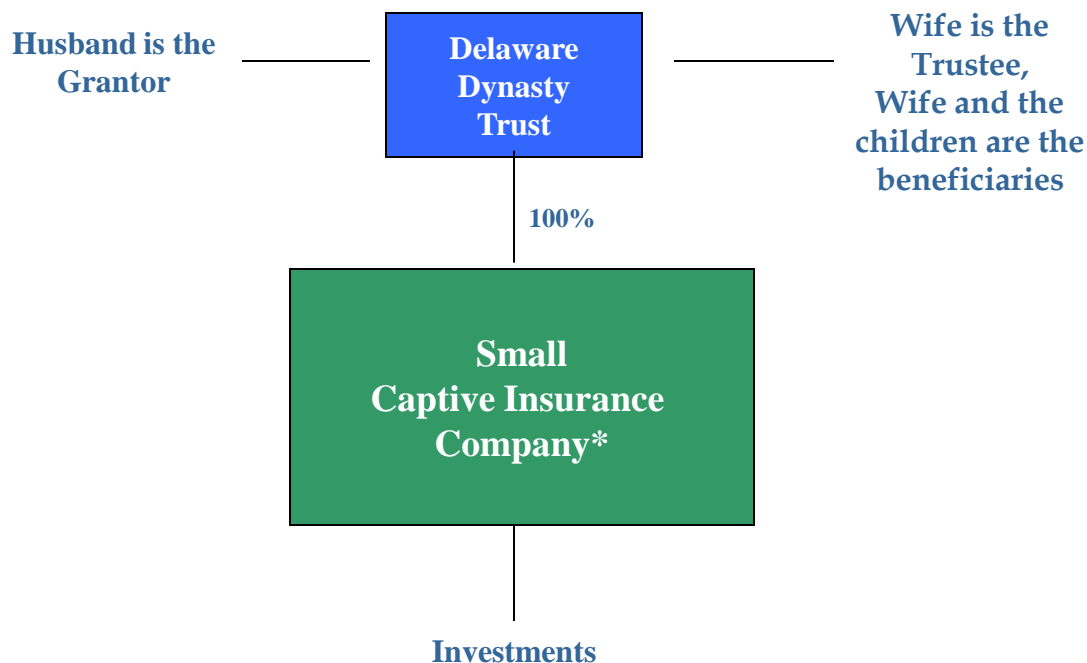 Husband is the
Grantor
Delaware
Dynasty
Trust
Wife is the
Trustee,
Wife and the
children are the
beneficiaries
100%
Small
Captive Insurance
Company*
Investments